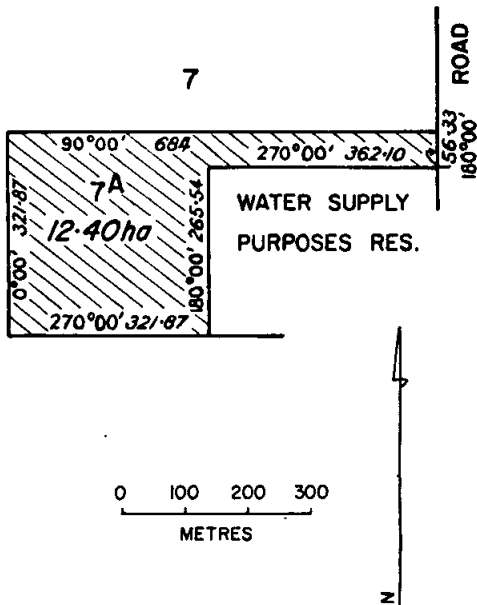 7
ROAD
90°00' 684
270°00' 362·10
56·33
180°00'
7A
12·40ha
0°00' 321·87
180°00' 265·54
WATER SUPPLY
PURPOSES RES.
270°00' 321·87
0 100 200 300
METRES
N